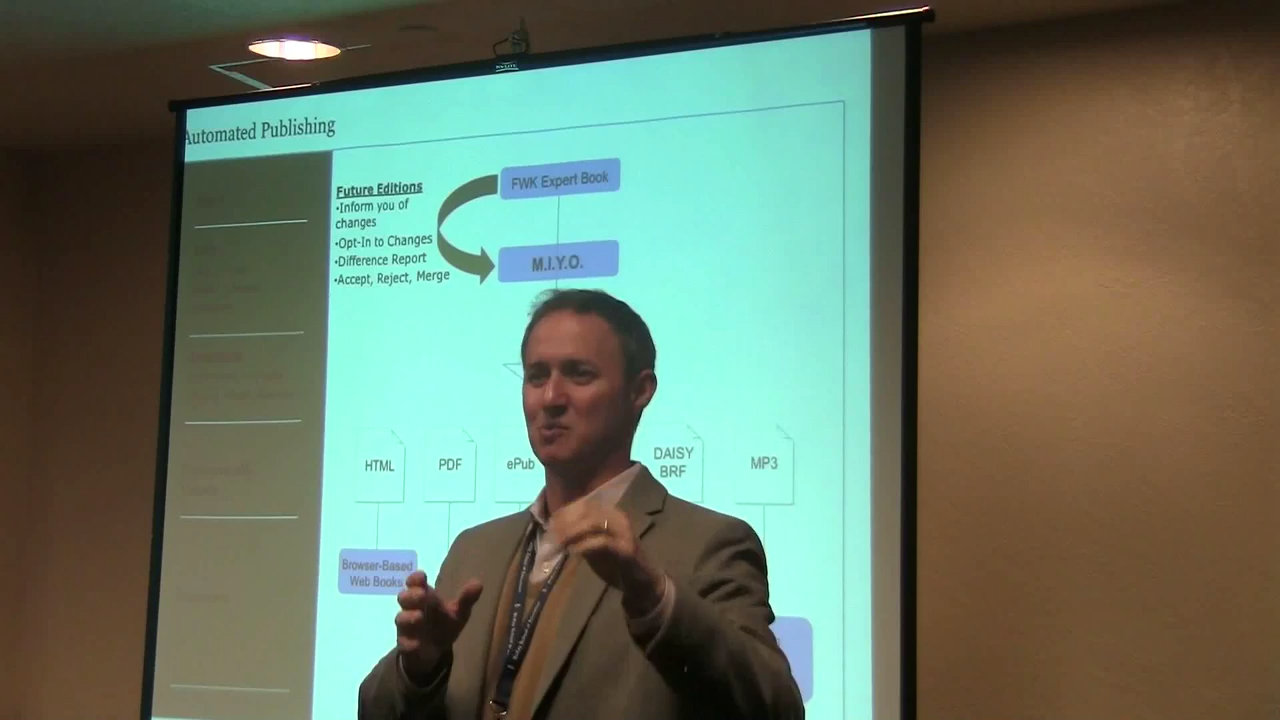 Automated Publishing
Future Editions
•Inform you of
changes
•Opt-In to Changes
•Difference Report
•Accept, Reject, Merge
FWK Expert Book
M.I.Y.O.
HTML
PDF
ePub
DAISY
BRF
MP3
Browser-Based
Web Books